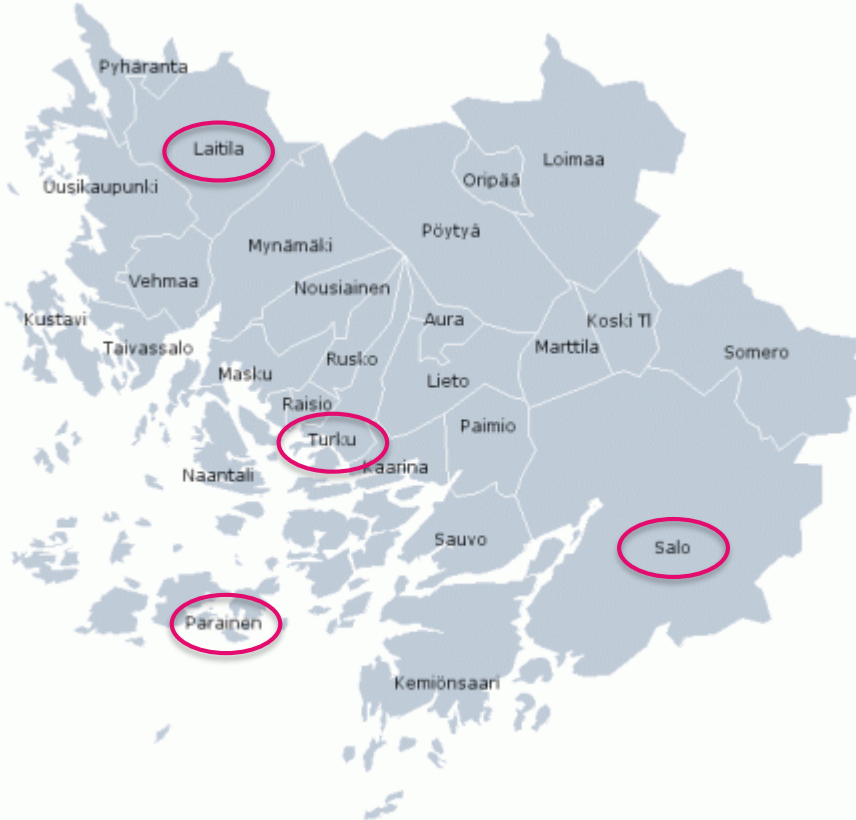 Pyhäranta
Laitila
Loimaa
Oripää
Uusikaupunki
Pöytyä
Mynämäki
Vehmaa
Nousiainen
Kustavi
Aura
Koski Tl
Taivassalo
Marttila
Somero
Rusko
Masku
Lieto
Raisio
Paimio
Turku
Kaarina
Naantali
Sauvo
Salo
Parainen
Kemiönsaari